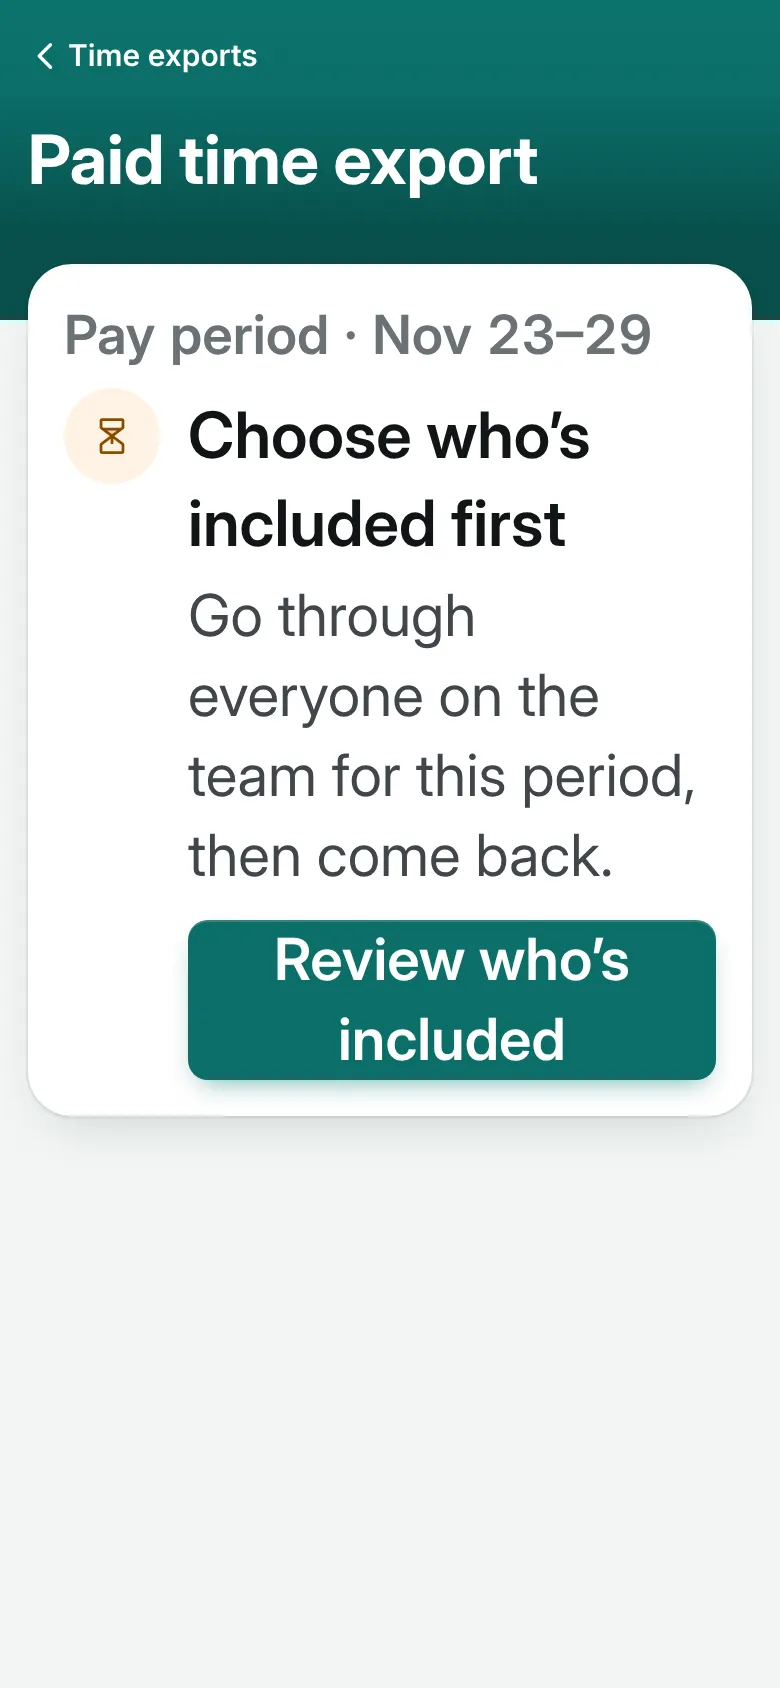 Time exports
Paid time export
Pay period · Nov 23–29
Choose who’s
included first
Go through
everyone on the
team for this period,
then come back.
Review who’s
included